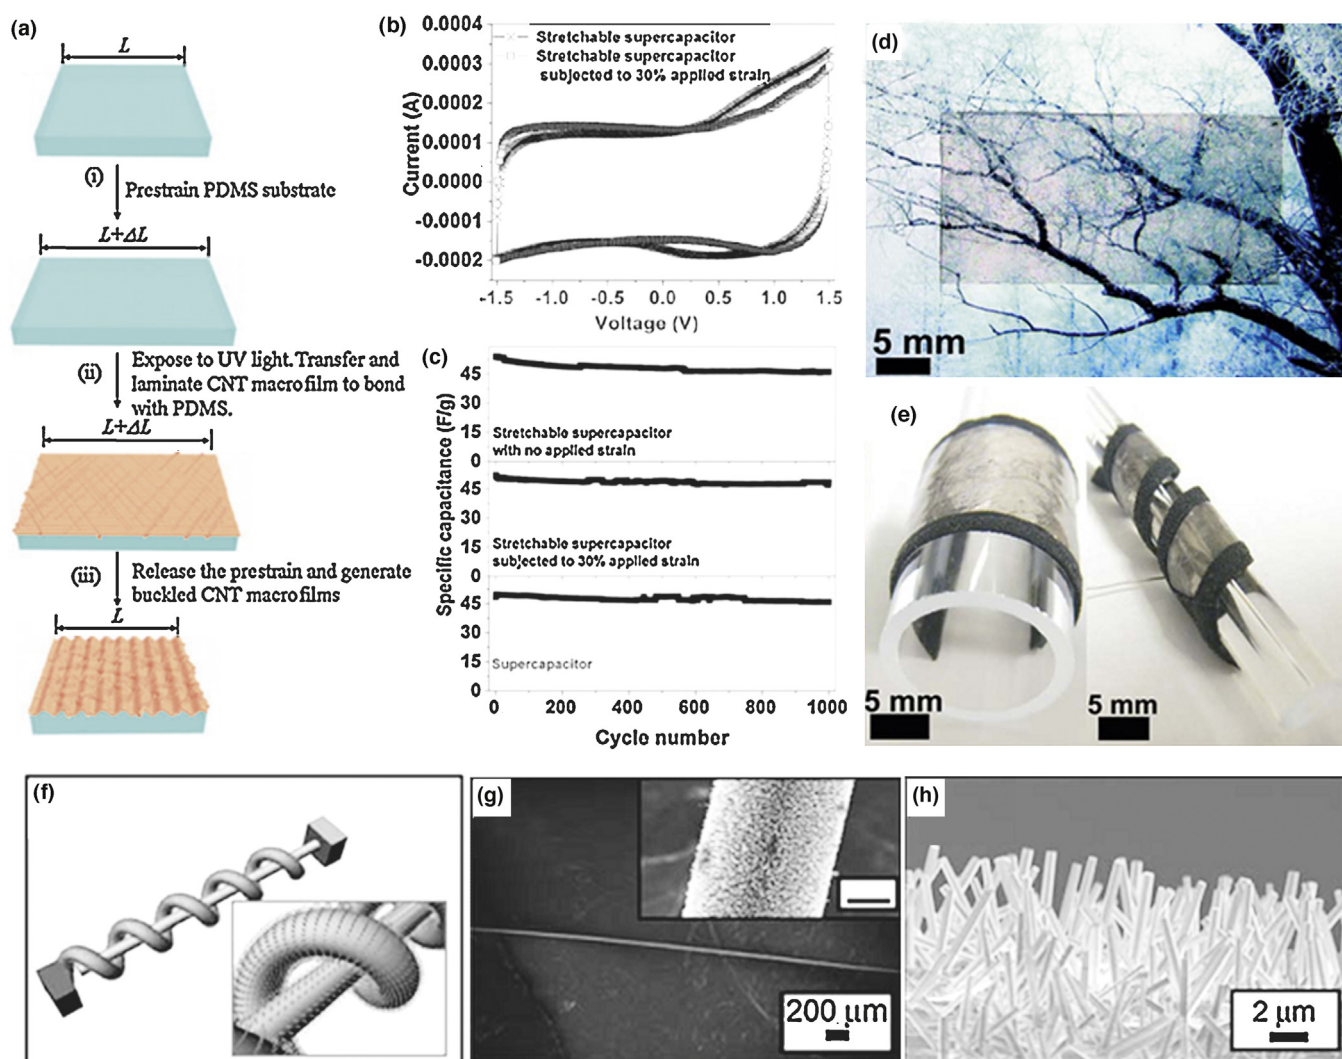 (a)
L
(i)
Prestrain PDMS substrate
L+ΔL
(ii)
Expose to UV light. Transfer and
laminate CNT macrofilm to bond
with PDMS.
L+ΔL
(iii)
Release the prestrain and generate
buckled CNT macrofilms
L
(b)
0.0004
0.0003
0.0002
0.0001
0.0000
-0.0001
-0.0002
Current (A)
Stretchable supercapacitor
Stretchable supercapacitor
subjected to 30% applied strain
-1.5
-1.0
-0.5
0.0
0.5
1.0
1.5
Voltage (V)
(c)
Specific capacitance (F/g)
45
30
15
0
Stretchable supercapacitor
with no applied strain
45
30
15
0
Stretchable supercapacitor
subjected to 30% applied strain
45
30
15
0
Supercapacitor
0
200
400
600
800
1000
Cycle number
(d)
5 mm
(e)
5 mm
5 mm
(f)
(g)
200 μm
(h)
2 μm